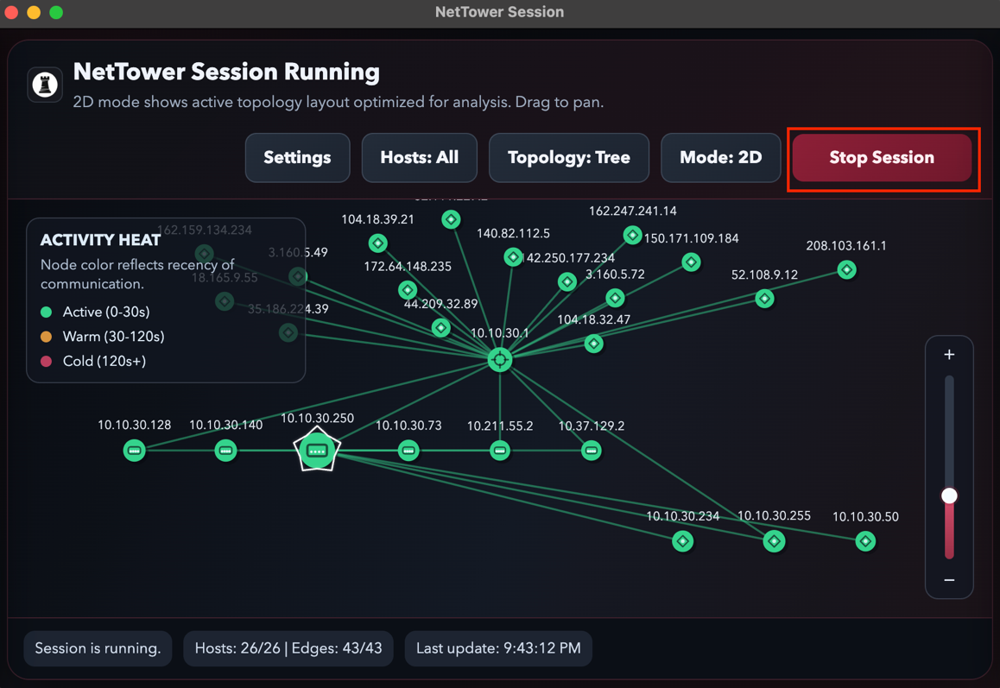 NetTower Session
NetTower Session Running
2D mode shows active topology layout optimized for analysis. Drag to pan.
Settings
Hosts: All
Topology: Tree
Mode: 2D
Stop Session
ACTIVITY HEAT
Node color reflects recency of
communication.
Active (0-30s)
Warm (30-120s)
Cold (120s+)
162.159.134.234
3.160.5.49
18.165.9.55
35.186.224.39
104.18.39.21
172.64.148.235
44.209.32.89
140.82.112.5
142.250.177.234
162.247.241.14
150.171.109.184
3.160.5.72
104.18.32.47
52.108.9.12
208.103.161.1
10.10.30.1
10.10.30.128
10.10.30.140
10.10.30.250
10.10.30.73
10.211.55.2
10.37.129.2
10.10.30.234
10.10.30.255
10.10.30.50
+
−
Session is running.
Hosts: 26/26 | Edges: 43/43
Last update: 9:43:12 PM